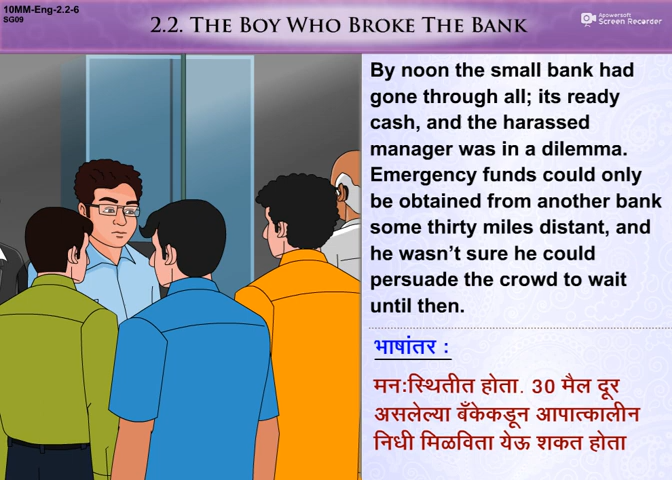 10MM-Eng-2.2-6
SG09
2.2. THE BOY WHO BROKE THE BANK
Apowersoft
Screen Recorder
By noon the small bank had
gone through all; its ready
cash, and the harassed
manager was in a dilemma.
Emergency funds could only
be obtained from another bank
some thirty miles distant, and
he wasn't sure he could
persuade the crowd to wait
until then.
भाषांतर :
मन:स्थितीत होता. 30 मैल दूर
असलेल्या बँकेकडून आपात्कालीन
निधी मिळविता येऊ शकत होता